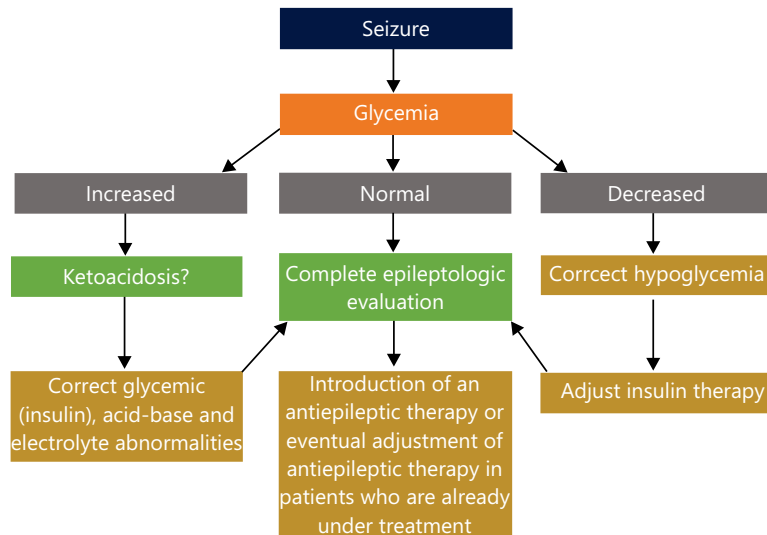 Seizure
Glycemia
Increased
Normal
Decreased
Ketoacidosis?
Complete epileptologic
evaluation
Corrcect hypoglycemia
Correct glycemic
(insulin), acid-base and
electrolyte abnormalities
Introduction of an
antiepileptic therapy or
eventual adjustment of
antiepileptic therapy in
patients who are already
under treatment
Adjust insulin therapy